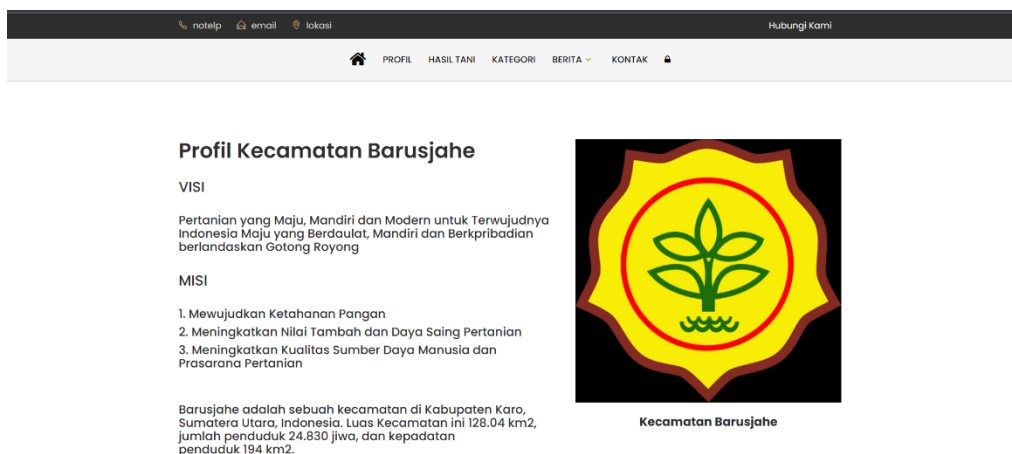 notelp email lokasi Hubungi Kami
PROFIL HASIL TANI KATEGORI BERITA KONTAK
Profil Kecamatan Barusjahe
VISI
Pertanian yang Maju, Mandiri dan Modern untuk Terwujudnya
Indonesia Maju yang Berdaulat, Mandiri dan Berkpribadian
berlandaskan Gotong Royong
MISI
1. Mewujudkan Ketahanan Pangan
2. Meningkatkan Nilai Tambah dan Daya Saing Pertanian
3. Meningkatkan Kualitas Sumber Daya Manusia dan
Prasarana Pertanian
Barusjahe adalah sebuah kecamatan di Kabupaten Karo,
Sumatera Utara, Indonesia. Luas Kecamatan ini 128.04 km2,
jumlah penduduk 24.830 jiwa, dan kepadatan
penduduk 194 km2.
Kecamatan Barusjahe